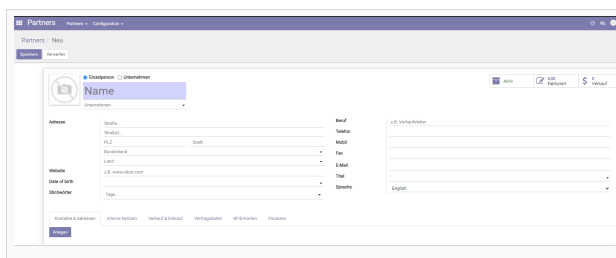 Partners Partners Configuration
Partners / Neu
Speichern Verwerfen
Einzelperson Unternehmen
Name
Unternehmen
Aktiv
0,00 Fakturiert
0 Verkauf
Adresse
Straße...
Straße2...
PLZ Stadt
Bundesland
Land
Website z.B. www.odoo.com
Date of birth
Stichwörter Tags...
Beruf z.B. Verkaufsleiter
Telefon
Mobil
Fax
E-Mail
Titel
Sprache English
Kontakte & Adressen Interne Notizen Verkauf & Einkauf Vertragsdaten RFID-Karten Finanzen
Anlegen